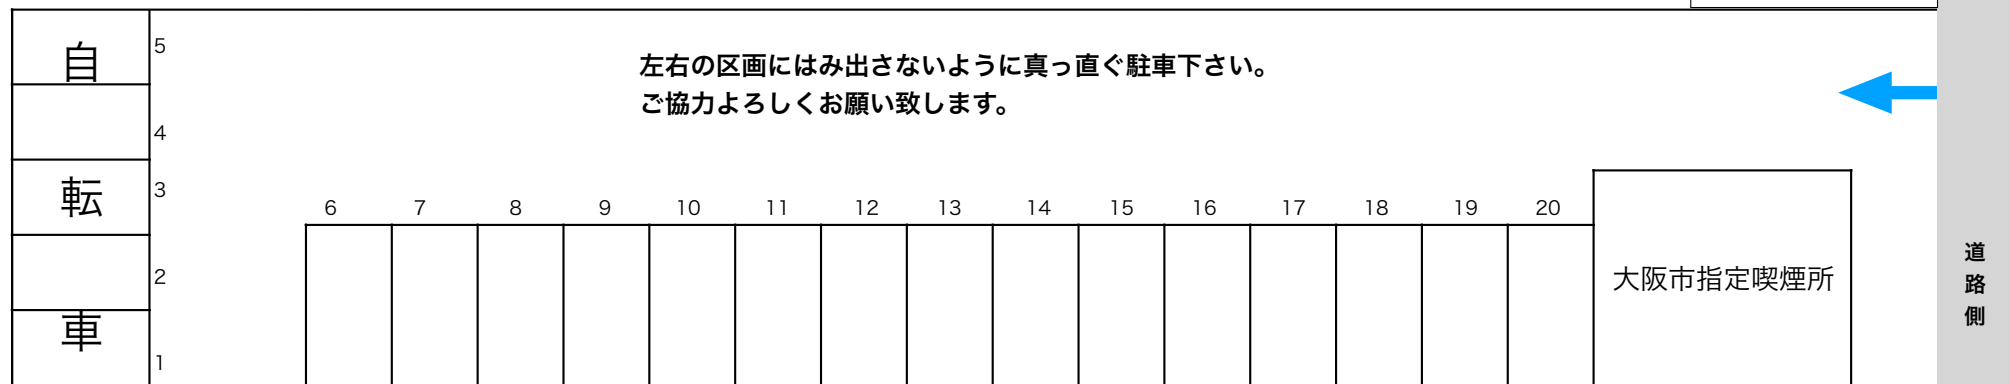 左右の区画にはみ出さないように真っ直ぐ駐車下さい。
ご協力よろしくお願い致します。
自
転
車
5
4
3
2
1
6 7 8 9 10 11 12 13 14 15 16 17 18 19 20
大阪市指定喫煙所
道路側